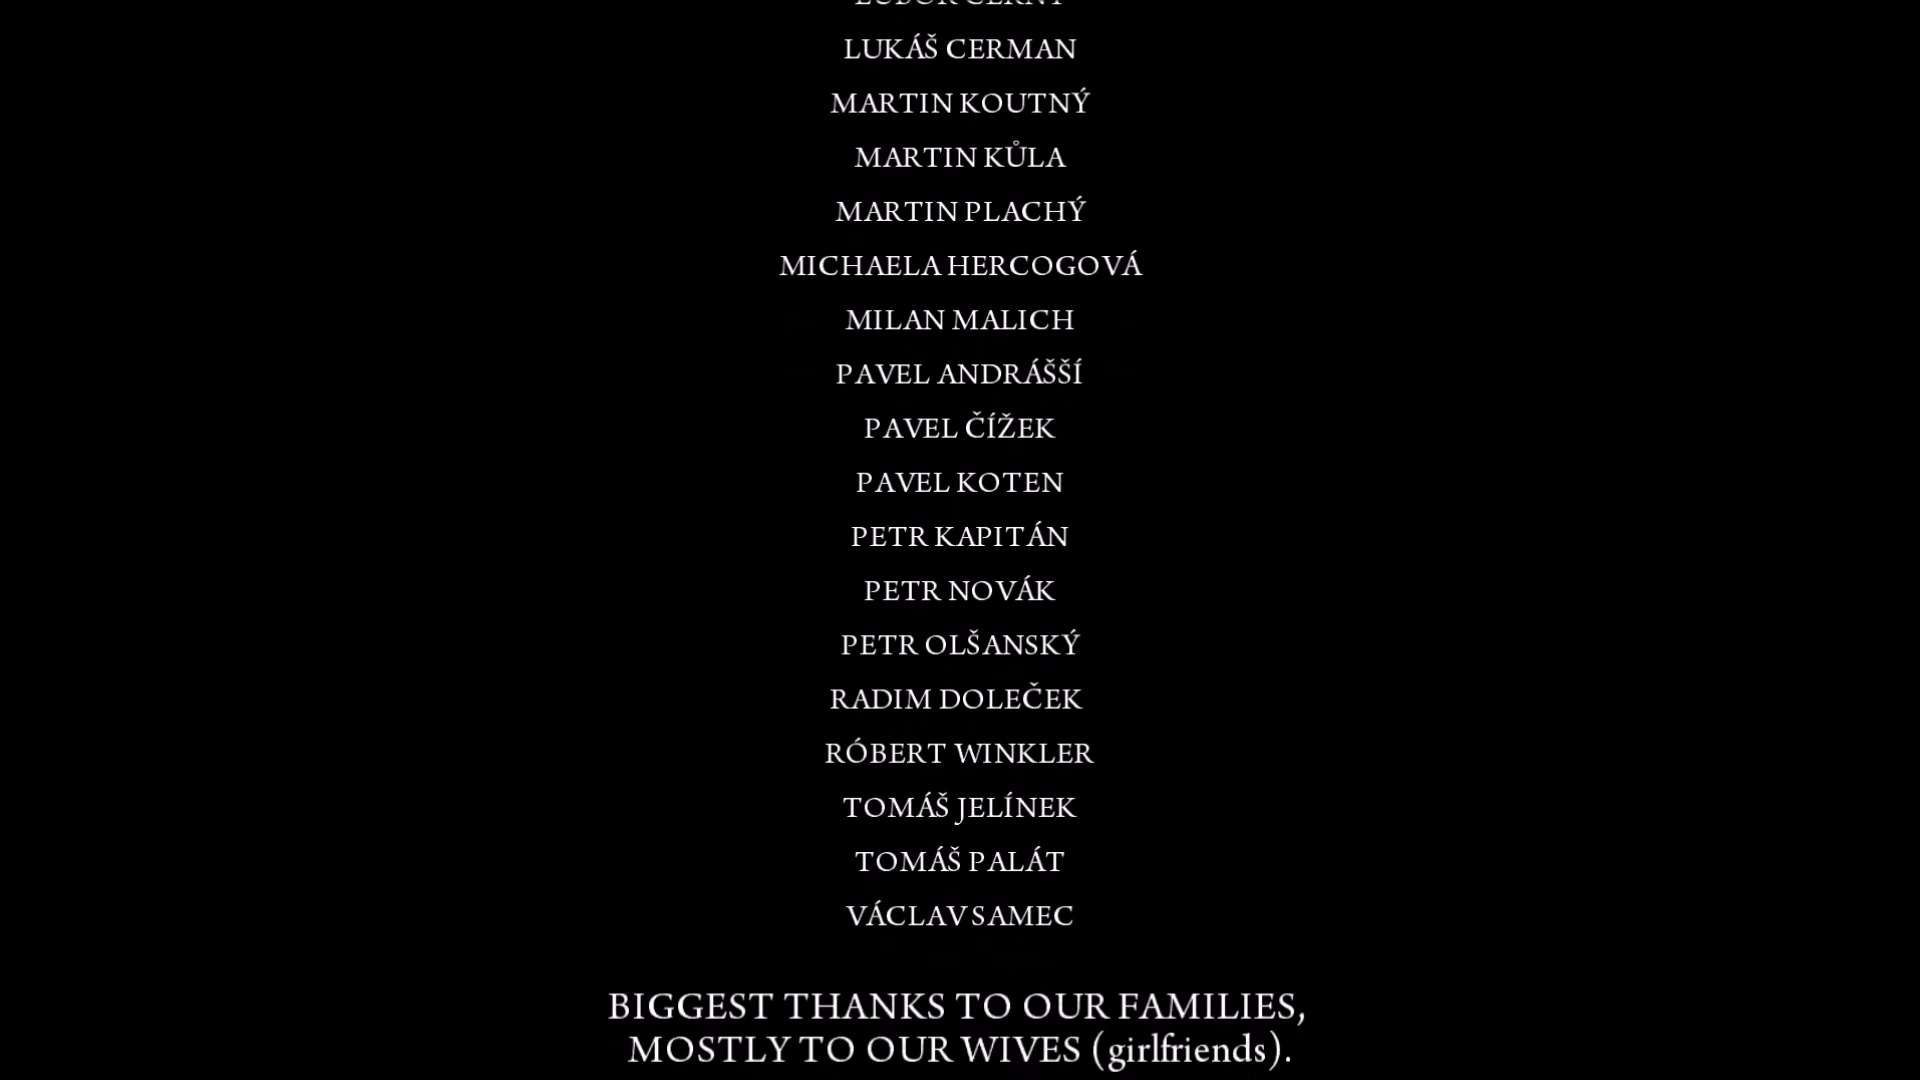 LUBOR ČERNÝ
LUKÁŠ CERMAN
MARTIN KOUTNÝ
MARTIN KŮLA
MARTIN PLACHÝ
MICHAELA HERCOGOVÁ
MILAN MALICH
PAVEL ANDRÁŠŠÍ
PAVEL ČÍŽEK
PAVEL KOTEN
PETR KAPITÁN
PETR NOVÁK
PETR OLŠANSKÝ
RADIM DOLEČEK
RÓBERT WINKLER
TOMÁŠ JELÍNEK
TOMÁŠ PALÁT
VÁCLAV SAMEC
BIGGEST THANKS TO OUR FAMILIES,
MOSTLY TO OUR WIVES (girlfriends).